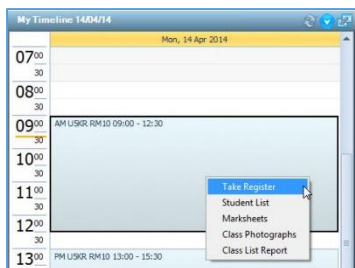 My Timeline 14/04/14
Mon, 14 Apr 2014
07 00
30
08 00
30
09 00
AM U5KR RM10 09:00 - 12:30
30
10 00
30
11 00
30
12 00
30
13 00
PM U5KR RM10 13:00 - 15:30
Take Register
Student List
Marksheets
Class Photographs
Class List Report